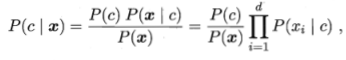 P(c | x) = P(c) P(x | c) / P(x) = P(c) / P(x) ∏_{i=1}^{d} P(x_i | c) ,